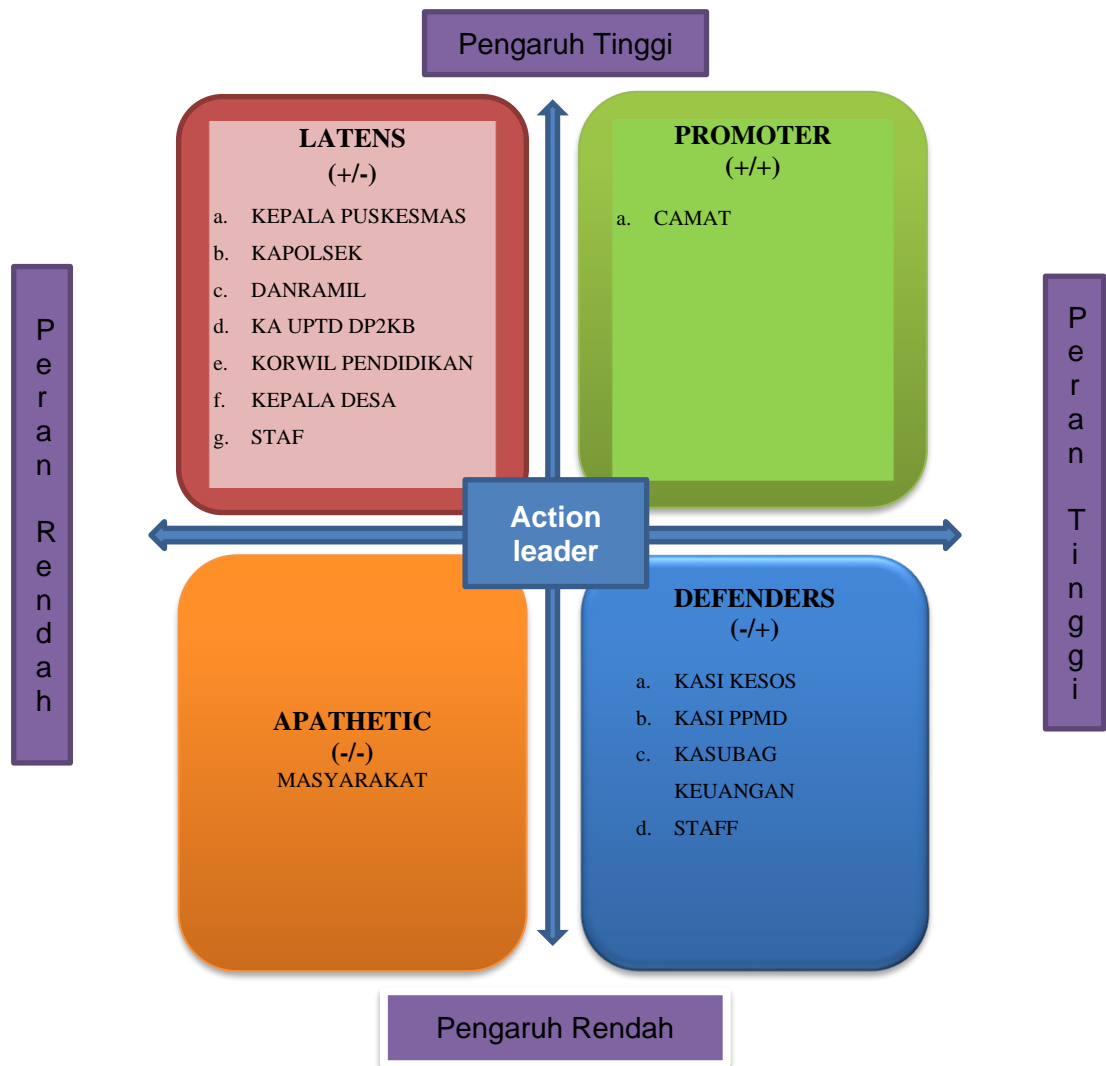 Pengaruh Tinggi
LATENS
(+/-)
a. KEPALA PUSKESMAS
b. KAPOLSEK
c. DANRAMIL
d. KA UPTD DP2KB
e. KORWIL PENDIDIKAN
f. KEPALA DESA
g. STAF
PROMOTER
(+/+)
a. CAMAT
Peran Rendah
Peran Tinggi
Action
leader
APATHETIC
(-/-)
MASYARAKAT
DEFENDERS
(-/+)
a. KASI KESOS
b. KASI PPMD
c. KASUBAG
KEUANGAN
d. STAFF
Pengaruh Rendah